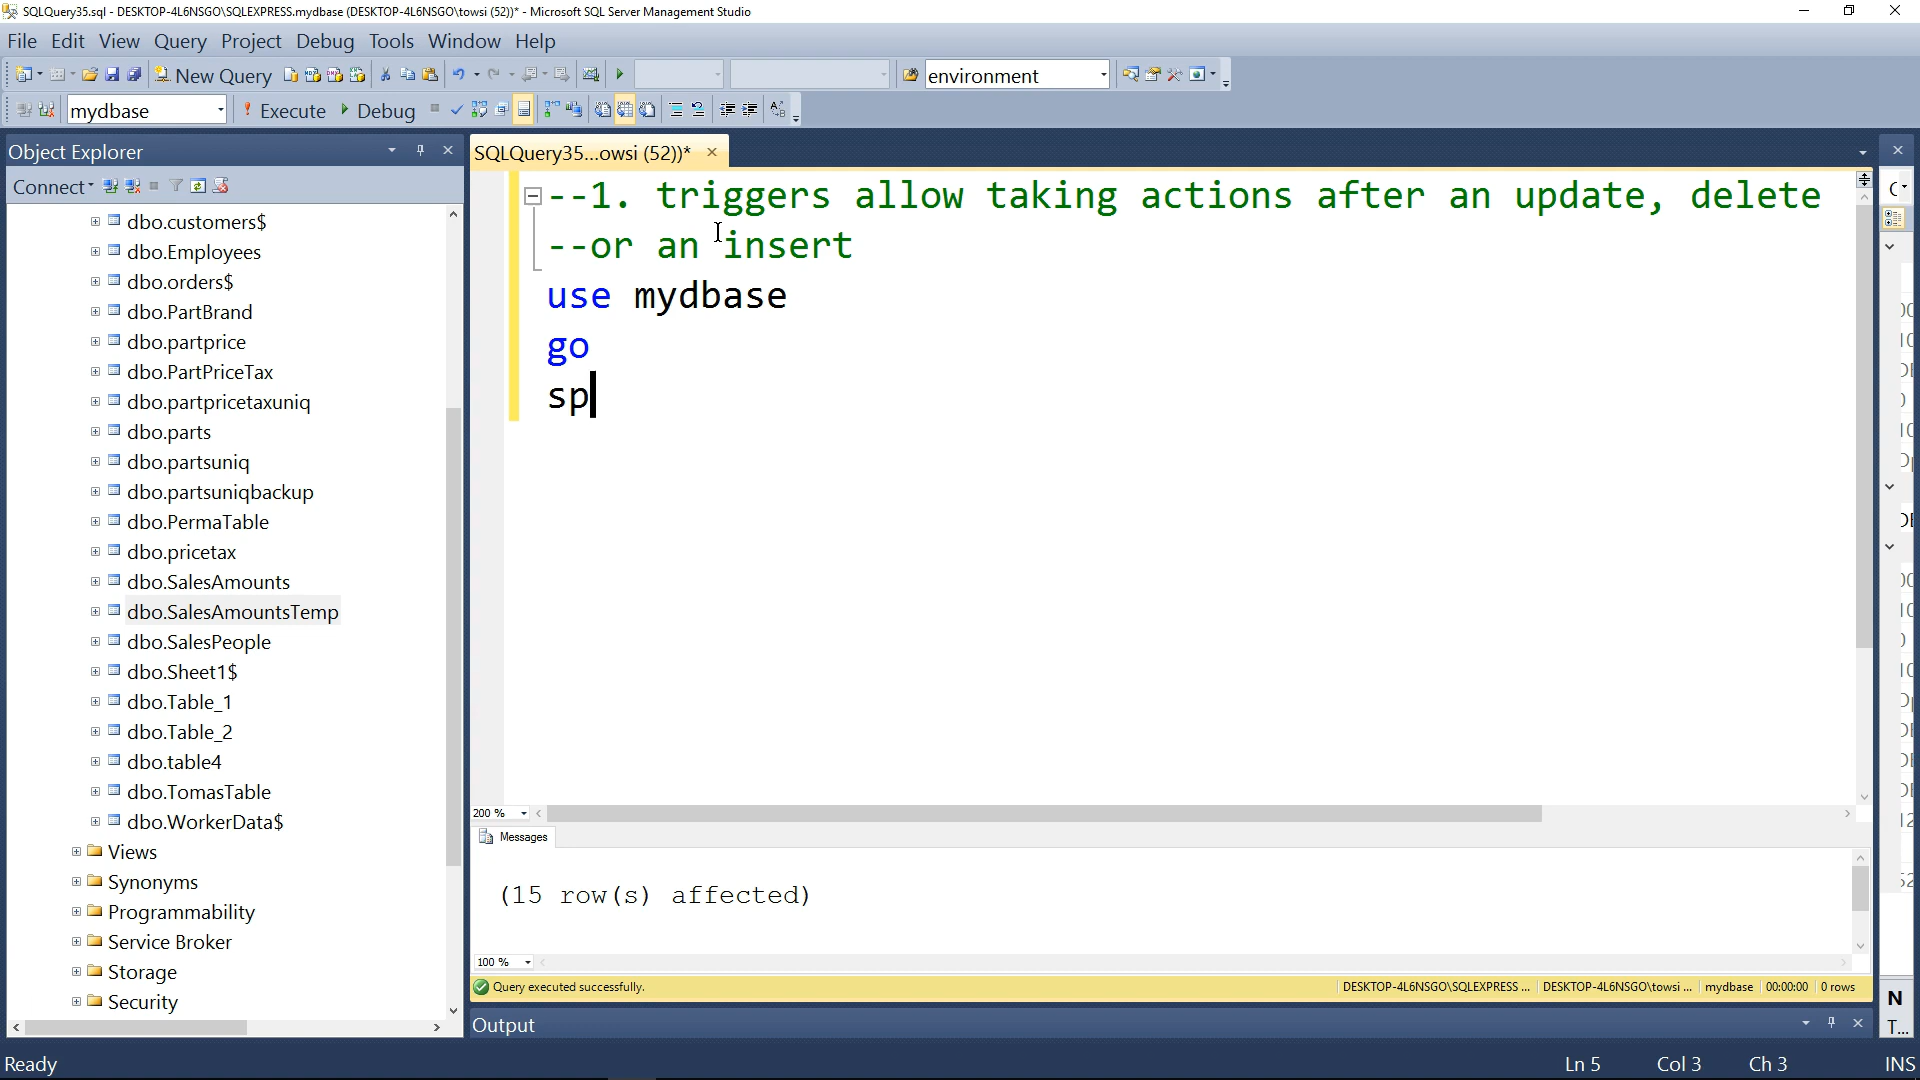 SQLQuery35.sql - DESKTOP-4L6NSGO\SQLEXPRESS.mydbase (DESKTOP-4L6NSGO\towsi (52))* - Microsoft SQL Server Management Studio
File Edit View Query Project Debug Tools Window Help
New Query environment
mydbase Execute Debug
Object Explorer
SQLQuery35...owsi (52))*
Connect
dbo.customers$
dbo.Employees
dbo.orders$
dbo.PartBrand
dbo.partprice
dbo.PartPriceTax
dbo.partpricetaxuniq
dbo.parts
dbo.partsuniq
dbo.partsuniqbackup
dbo.PermaTable
dbo.pricetax
dbo.SalesAmounts
dbo.SalesAmountsTemp
dbo.SalesPeople
dbo.Sheet1$
dbo.Table_1
dbo.Table_2
dbo.table4
dbo.TomasTable
dbo.WorkerData$
Views
Synonyms
Programmability
Service Broker
Storage
Security
--1. triggers allow taking actions after an update, delete
--or an insert
use mydbase
go
sp
200 %
Messages
(15 row(s) affected)
100 %
Query executed successfully.
DESKTOP-4L6NSGO\SQLEXPRESS ... DESKTOP-4L6NSGO\towsi ... mydbase 00:00:00 0 rows
Output
N
T...
Ready Ln 5 Col 3 Ch 3 INS